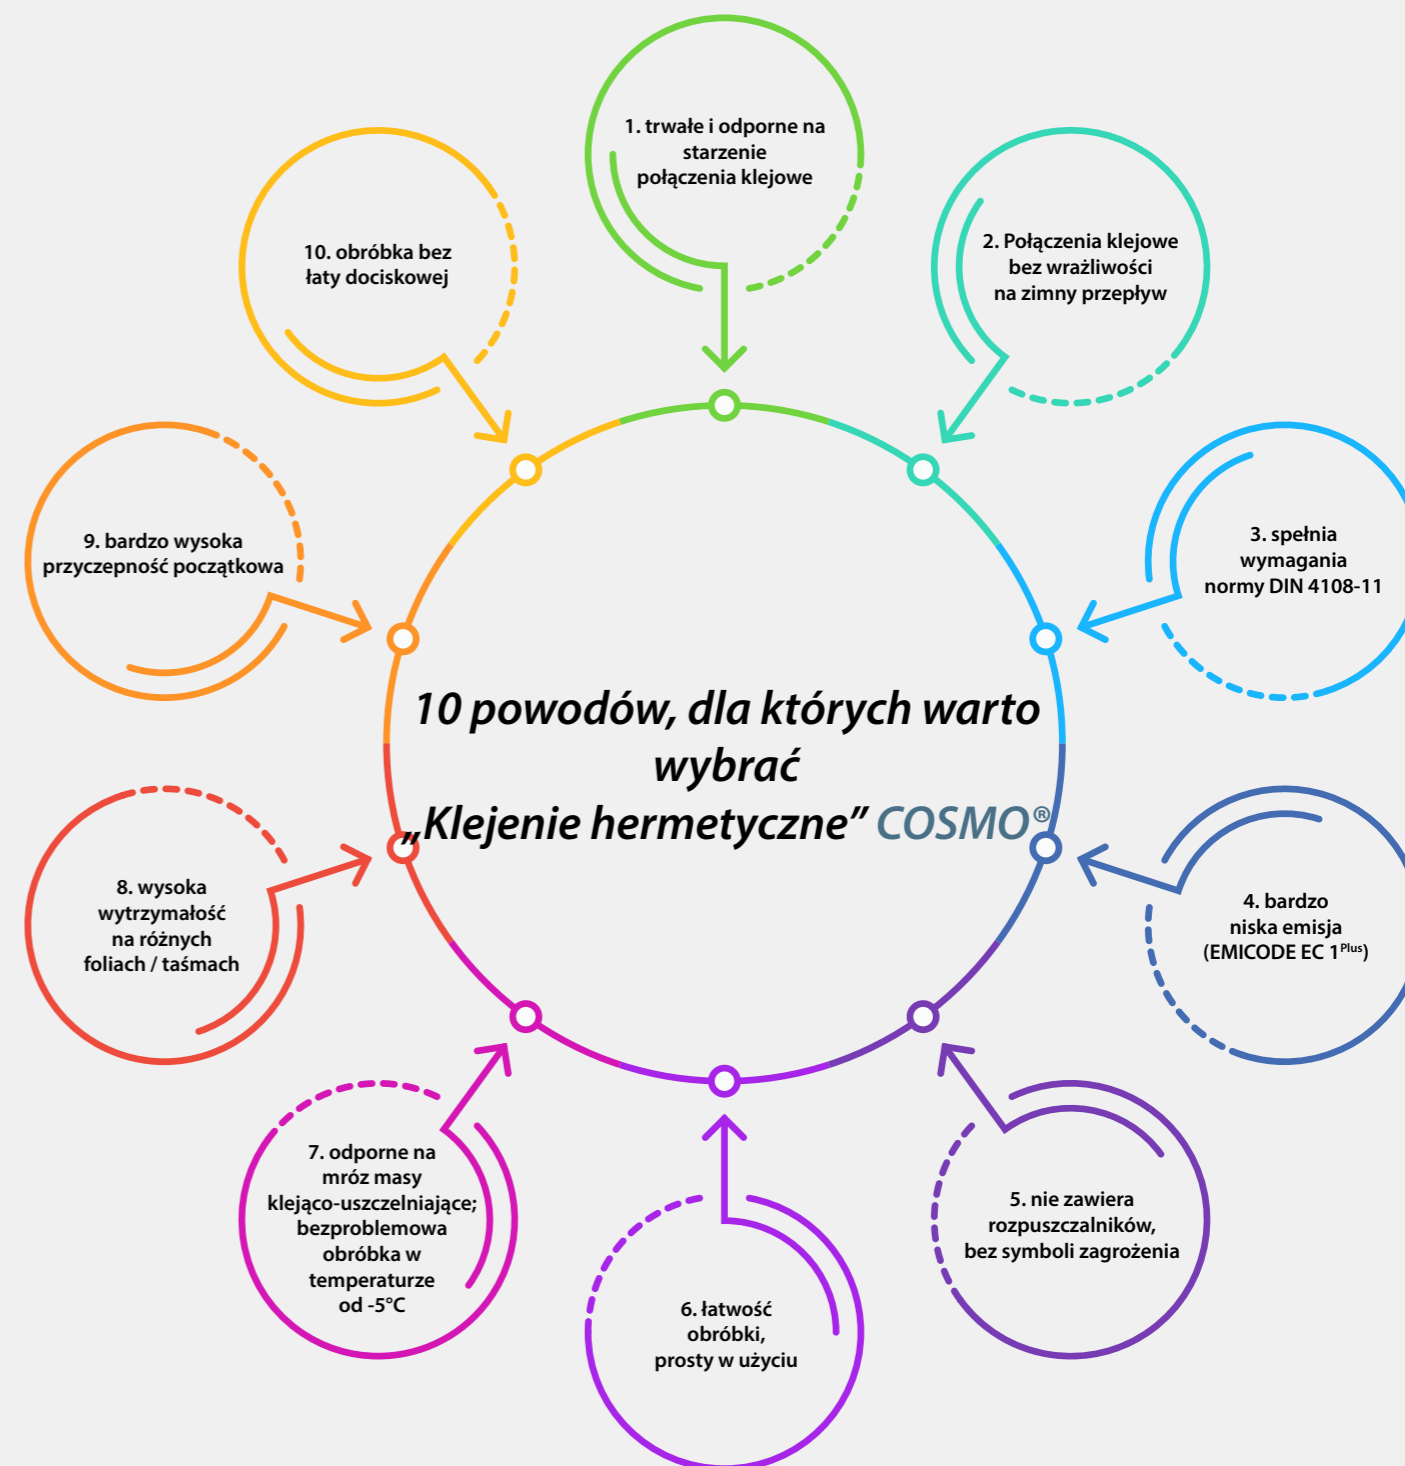 1. trwałe i odporne na
starzenie
połączenia klejowe
2. Połączenia klejowe
bez wrażliwości
na zimny przepływ
3. spełnia
wymagania
normy DIN 4108-11
4. bardzo
niska emisja
(EMICODE EC 1Plus)
5. nie zawiera
rozpuszczalników,
bez symboli zagrożenia
6. łatwość
obróbki,
prosty w użyciu
7. odporne na
mróz masy
klejąco-uszczelniające;
bezproblemowa
obróbka w
temperaturze
od -5°C
8. wysoka
wytrzymałość
na różnych
foliach / taśmach
9. bardzo wysoka
przyczepność początkowa
10. obróbka bez
łaty dociskowej
10 powodów, dla których warto
wybrać
„Klejenie hermetyczne” COSMO®